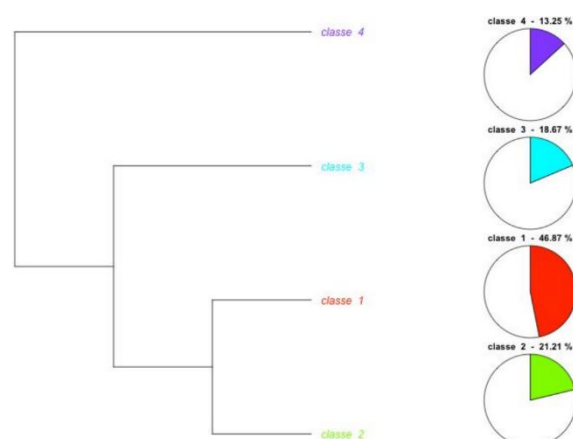 classe 4
classe 4 - 13.25 %
classe 3 - 18.67 %
classe 3
classe 1 - 46.87 %
classe 1
classe 2 - 21.21 %
classe 2